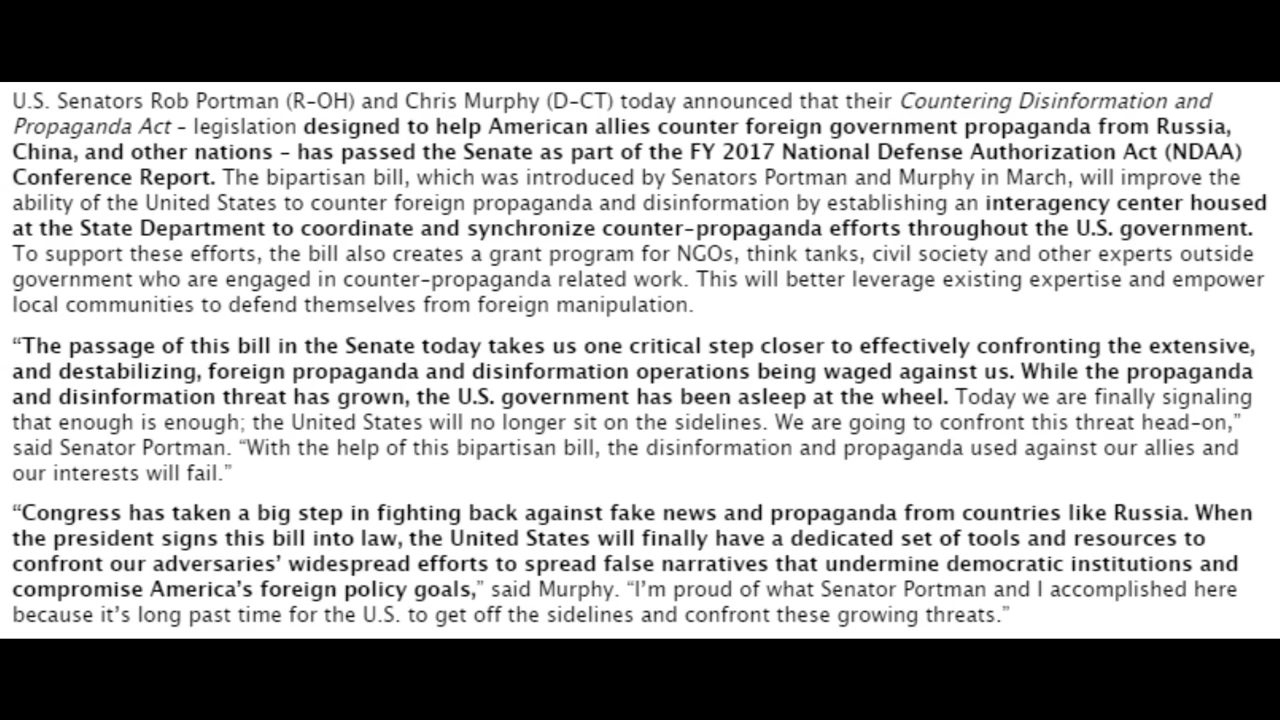 U.S. Senators Rob Portman (R-OH) and Chris Murphy (D-CT) today announced that their Countering Disinformation and
Propaganda Act – legislation designed to help American allies counter foreign government propaganda from Russia,
China, and other nations – has passed the Senate as part of the FY 2017 National Defense Authorization Act (NDAA)
Conference Report. The bipartisan bill, which was introduced by Senators Portman and Murphy in March, will improve the
ability of the United States to counter foreign propaganda and disinformation by establishing an interagency center housed
at the State Department to coordinate and synchronize counter-propaganda efforts throughout the U.S. government.
To support these efforts, the bill also creates a grant program for NGOs, think tanks, civil society and other experts outside
government who are engaged in counter-propaganda related work. This will better leverage existing expertise and empower
local communities to defend themselves from foreign manipulation.
“The passage of this bill in the Senate today takes us one critical step closer to effectively confronting the extensive,
and destabilizing, foreign propaganda and disinformation operations being waged against us. While the propaganda
and disinformation threat has grown, the U.S. government has been asleep at the wheel. Today we are finally signaling
that enough is enough; the United States will no longer sit on the sidelines. We are going to confront this threat head-on,”
said Senator Portman. “With the help of this bipartisan bill, the disinformation and propaganda used against our allies and
our interests will fail.”
“Congress has taken a big step in fighting back against fake news and propaganda from countries like Russia. When
the president signs this bill into law, the United States will finally have a dedicated set of tools and resources to
confront our adversaries’ widespread efforts to spread false narratives that undermine democratic institutions and
compromise America’s foreign policy goals,” said Murphy. “I’m proud of what Senator Portman and I accomplished here
because it’s long past time for the U.S. to get off the sidelines and confront these growing threats.”